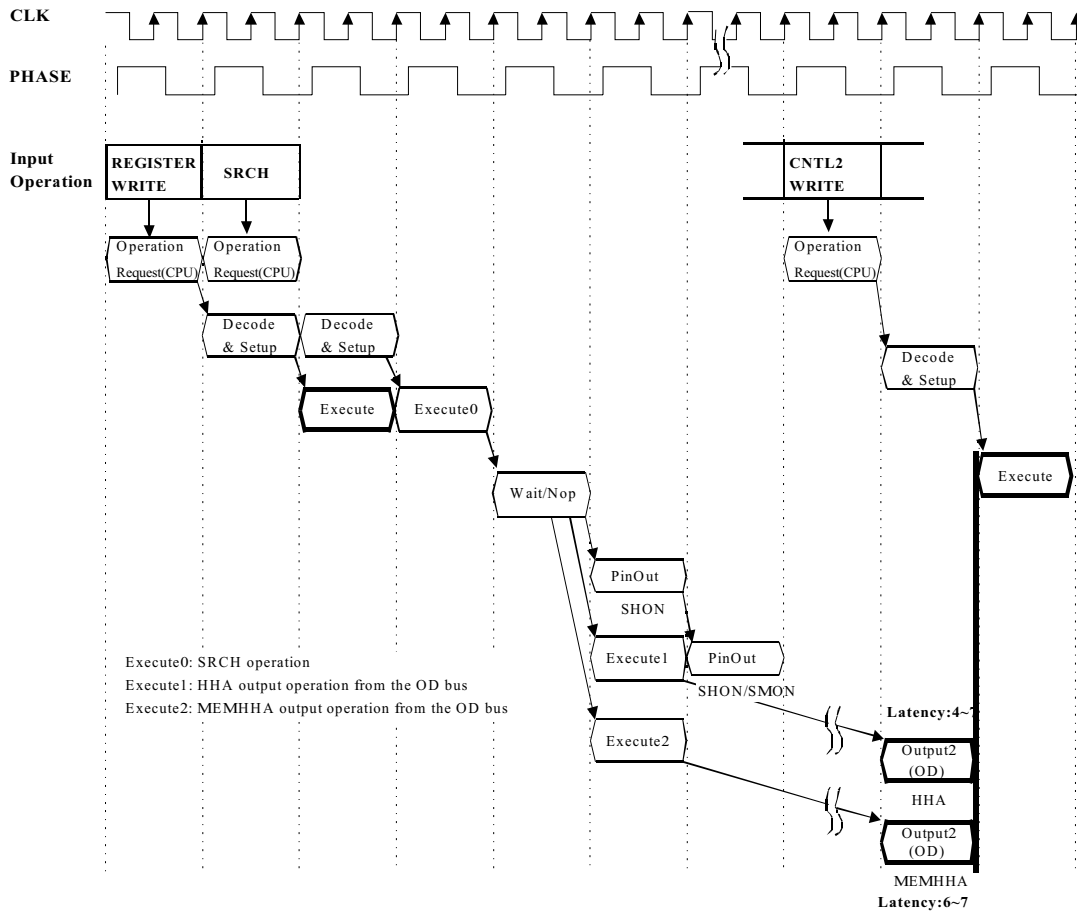 CLK
PHASE
Input
Operation
REGISTER
WRITE
SRCH
CNTL2
WRITE
Operation
Request(CPU)
Operation
Request(CPU)
Operation
Request(CPU)
Decode
& Setup
Decode
& Setup
Decode
& Setup
Execute
Execute0
Execute
Wait/Nop
PinOut
SHON
Execute1
PinOut
SHON/SMON
Execute0: SRCH operation
Execute1: HHA output operation from the OD bus
Execute2: MEMHHA output operation from the OD bus
Latency:4~7
Execute2
Output2
(OD)
HHA
Output2
(OD)
MEMHHA
Latency:6~7